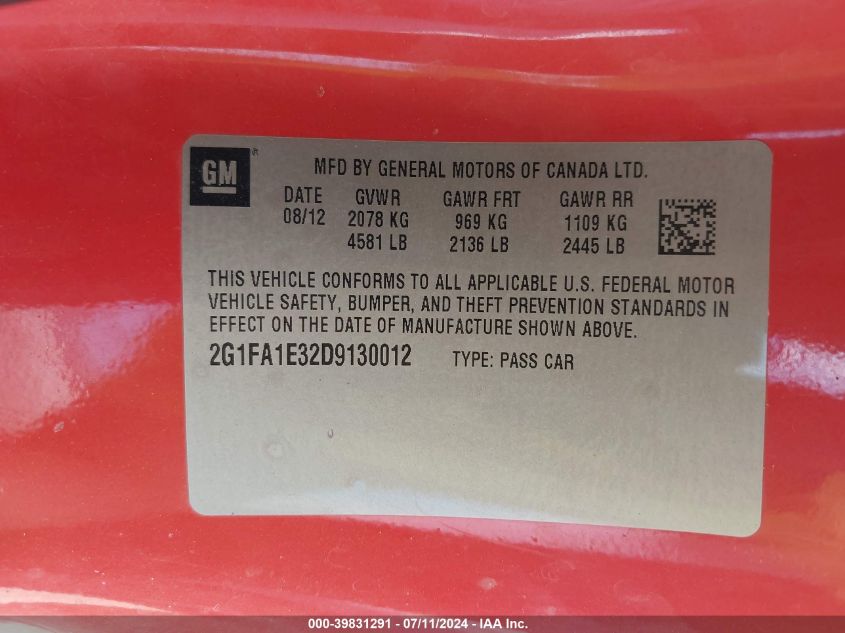 GM
MFD BY GENERAL MOTORS OF CANADA LTD.
DATE GVWR GAWR FRT GAWR RR
08/12 2078 KG 969 KG 1109 KG
4581 LB 2136 LB 2445 LB
THIS VEHICLE CONFORMS TO ALL APPLICABLE U.S. FEDERAL MOTOR
VEHICLE SAFETY, BUMPER, AND THEFT PREVENTION STANDARDS IN
EFFECT ON THE DATE OF MANUFACTURE SHOWN ABOVE.
2G1FA1E32D9130012 TYPE: PASS CAR
000-39831291 - 07/11/2024 - IAA Inc.